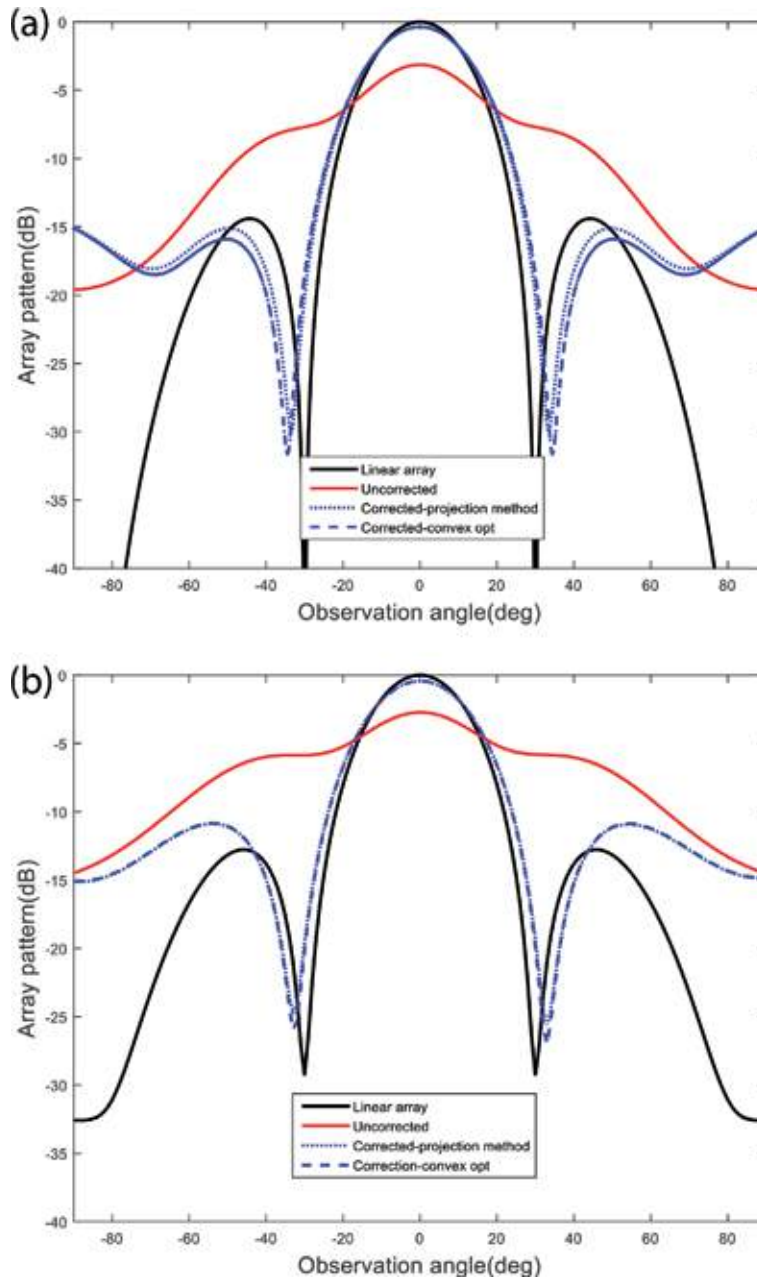 (a)
0
-5
-10
-15
-20
-25
-30
-35
-40
Array pattern(dB)
Linear array
Uncorrected
Corrected-projection method
Corrected-convex opt
-80 -60 -40 -20 0 20 40 60 80
Observation angle(deg)
(b)
0
-5
-10
-15
-20
-25
-30
-35
-40
Array pattern(dB)
Linear array
Uncorrected
Corrected-projection method
Correction-convex opt
-80 -60 -40 -20 0 20 40 60 80
Observation angle(deg)